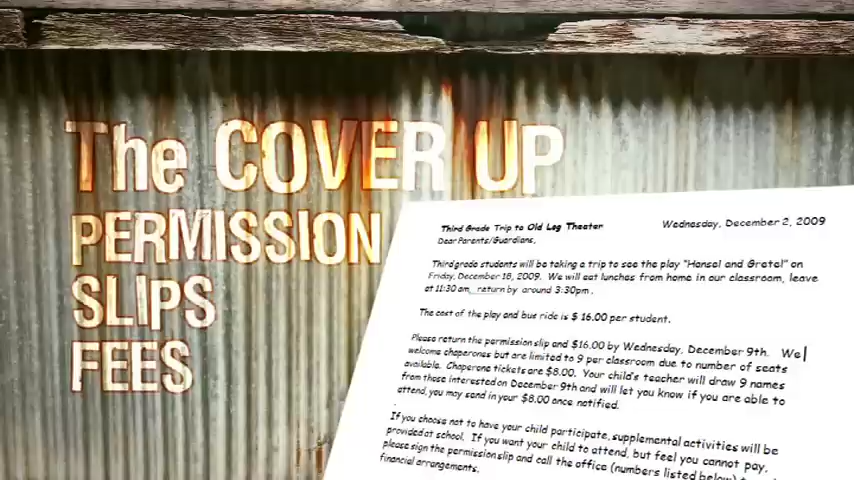 The COVER UP
PERMISSION
SLIPS
FEES
Third Grade Trip to Old Log Theater
Wednesday, December 2, 2009
Dear Parents/Guardians,
Third grade students will be taking a trip to see the play "Hansel and Gretel" on
Friday, December 18, 2009. We will eat lunches from home in our classroom, leave
at 11:30 am, return by around 3:30pm.
The cost of the play and bus ride is $ 16.00 per student.
Please return the permission slip and $16.00 by Wednesday, December 9th. We
welcome chaperones but are limited to 9 per classroom due to number of seats
available. Chaperone tickets are $8.00. Your child's teacher will draw 9 names
from those interested on December 9th and will let you know if you are able to
attend, you may send in your $8.00 once notified.
If you choose not to have your child participate, supplemental activities will be
provided at school. If you want your child to attend, but feel you cannot pay,
please sign the permission slip and call the office (numbers listed below)
financial arrangements.